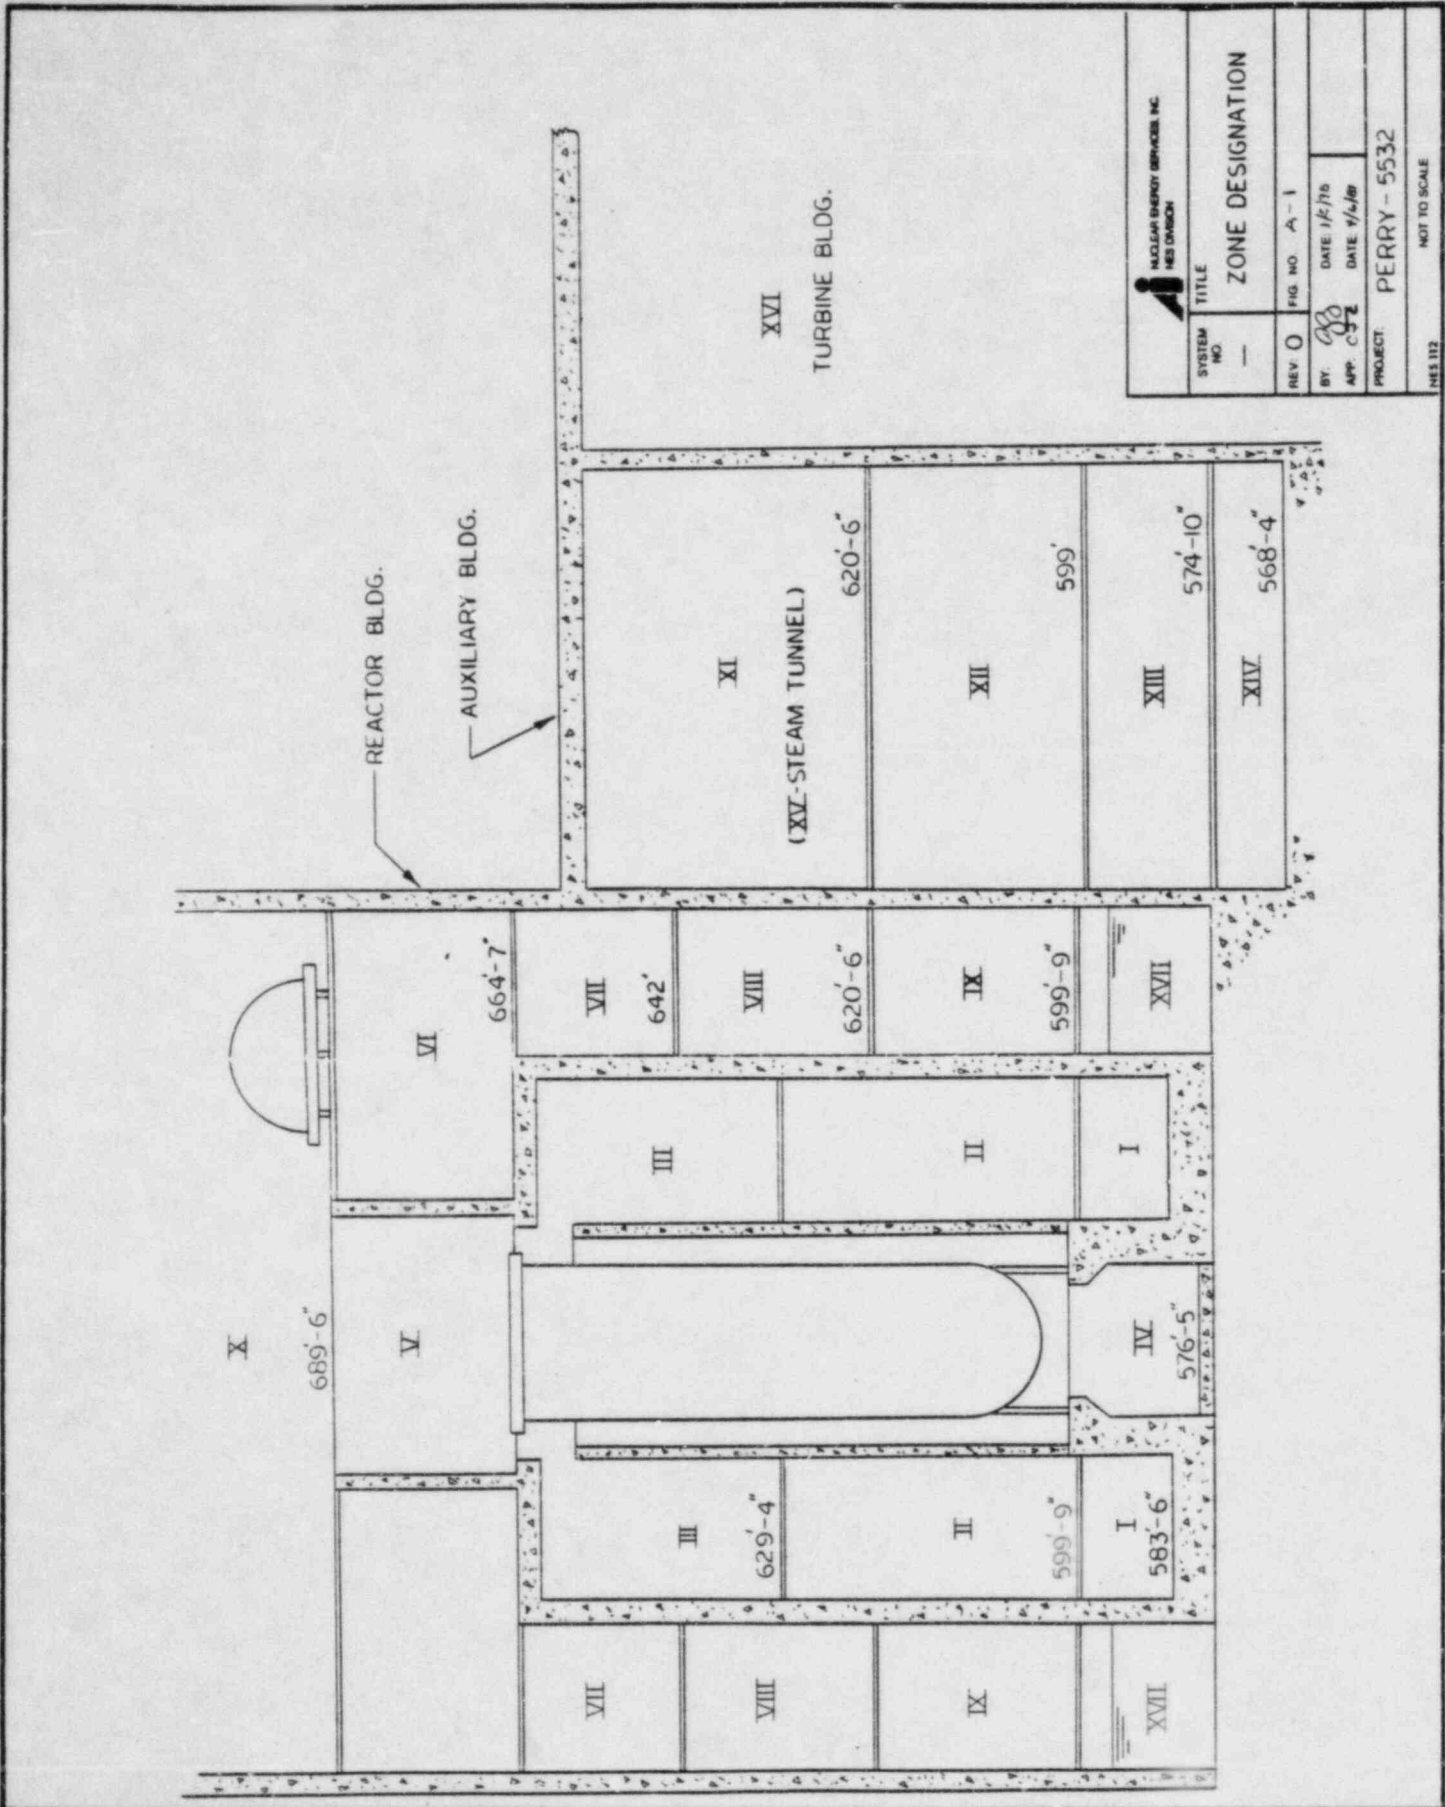 REACTOR BLDG.
AUXILIARY BLDG.
X
689'-6"
V
VI
664'-7"
VII
VII
642'
III
III
629'-4"
VIII
VIII
620'-6"
II
II
IX
IX
599'-9"
599'-9"
I
583'-6"
I
IV
576'-5"
XVII
XVII
XI
(XV-STEAM TUNNEL)
620'-6"
XII
599'
XIII
574'-10"
XIV
568'-4"
XVI
TURBINE BLDG.
NUCLEAR ENERGY SERVICES, INC.
NES DIVISION
SYSTEM NO.
—
TITLE
ZONE DESIGNATION
REV. 0
FIG. NO. A-1
BY:
DATE
APP.
DATE
PROJECT: PERRY - 5532
NOT TO SCALE
NES 112